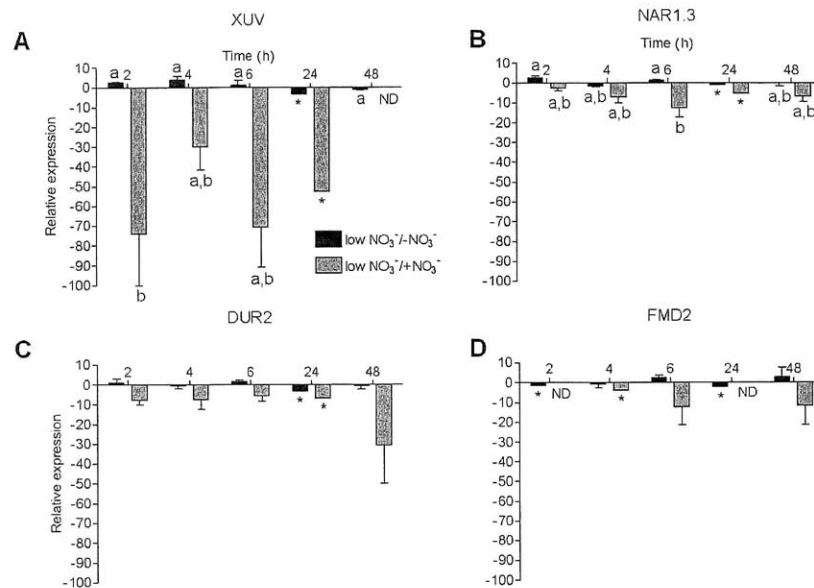 XUV
A
Time (h)
a a a
2 4 6 24 48
10
0
-10
-20
-30
-40
-50
-60
-70
-80
-90
-100
Relative expression
* a ND
a,b
*
b a,b
low NO₃⁻/-NO₃⁻
low NO₃⁻/+NO₃⁻
NAR1.3
B
Time (h)
a a
2 4 6 24 48
10
0
-10
-20
-30
-40
-50
-60
-70
-80
-90
-100
a,b a,b a,b b * * a,b a,b
DUR2
C
2 4 6 24 48
10
0
-10
-20
-30
-40
-50
-60
-70
-80
-90
-100
Relative expression
* *
FMD2
D
2 4 6 24 48
10
0
-10
-20
-30
-40
-50
-60
-70
-80
-90
-100
* ND * * ND